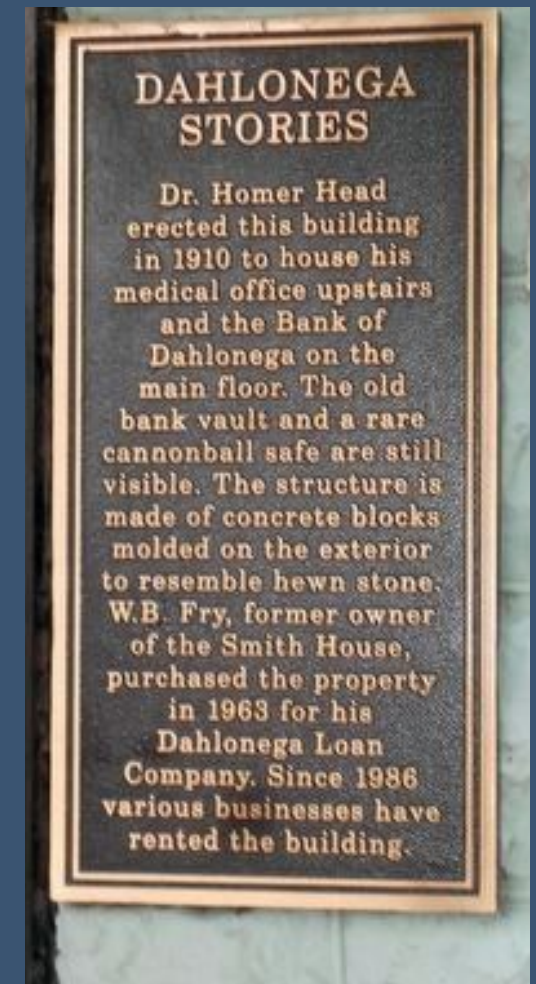 DAHLONEGA
STORIES
Dr. Homer Head
erected this building
in 1910 to house his
medical office upstairs
and the Bank of
Dahlonega on the
main floor. The old
bank vault and a rare
cannonball safe are still
visible. The structure is
made of concrete blocks
molded on the exterior
to resemble hewn stone.
W.B. Fry, former owner
of the Smith House,
purchased the property
in 1963 for his
Dahlonega Loan
Company. Since 1986
various businesses have
rented the building.